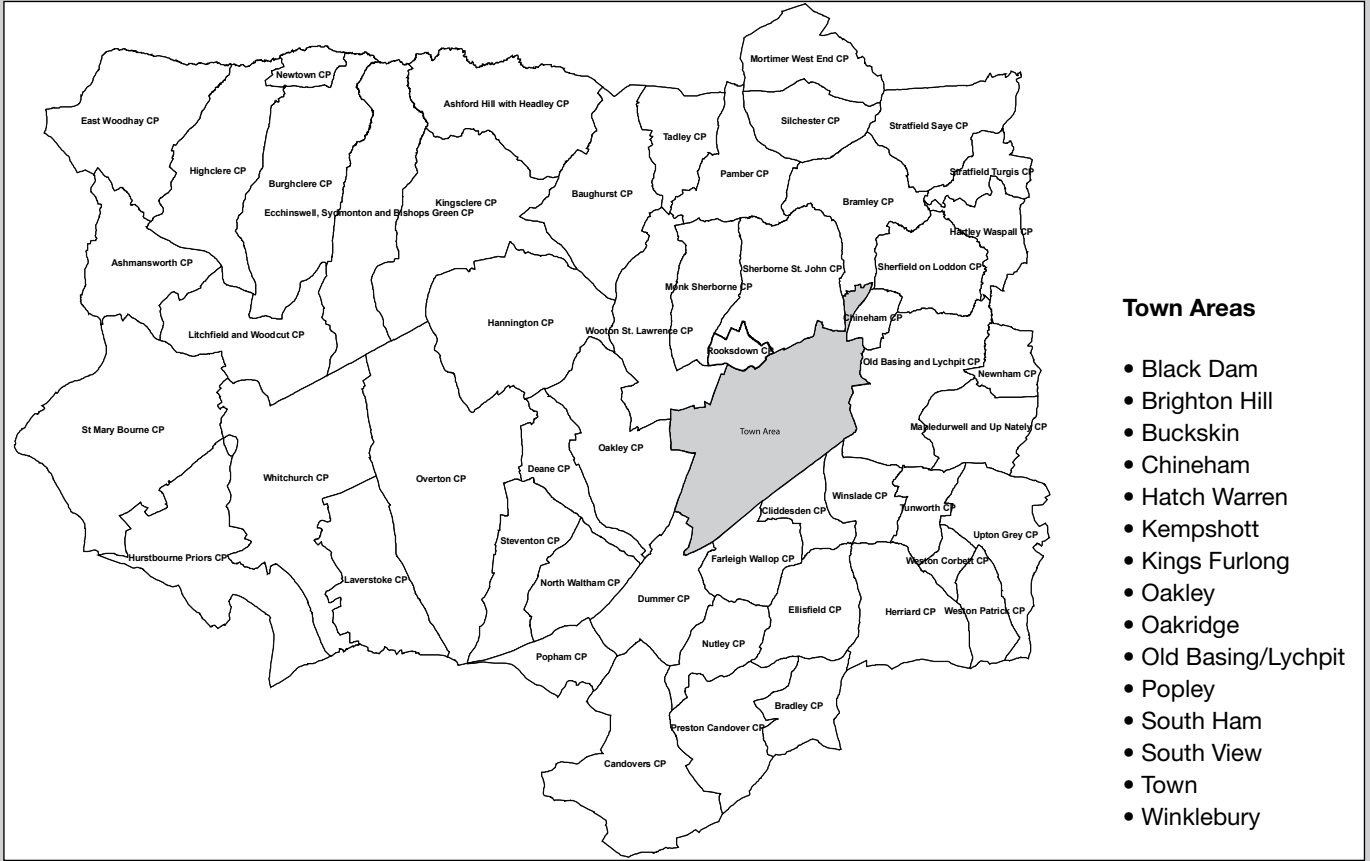 Mortimer West End CP
Newtown CP
Ashford Hill with Headley CP
East Woodhay CP
Silchester CP
Stratfield Saye CP
Tadley CP
Highclere CP
Pamber CP
Stratfield Turgis CP
Burghclere CP
Baughurst CP
Kingsclere CP
Bramley CP
Ecchinswell, Sydmonton and Bishops Green CP
Hartley Waspall CP
Ashmansworth CP
Sherborne St. John CP
Sherfield on Loddon CP
Monk Sherborne CP
Chineham CP
Hannington CP
Wooton St. Lawrence CP
Litchfield and Woodcut CP
Rooksdown CP
Old Basing and Lychpit CP
Newnham CP
St Mary Bourne CP
Town Area
Mapledurwell and Up Nately CP
Oakley CP
Deane CP
Whitchurch CP
Overton CP
Winslade CP
Cliddesden CP
Tunworth CP
Upton Grey CP
Steventon CP
Hurstbourne Priors CP
Farleigh Wallop CP
Weston Corbett CP
Laverstoke CP
North Waltham CP
Dummer CP
Ellisfield CP
Herriard CP
Weston Patrick CP
Nutley CP
Popham CP
Bradley CP
Preston Candover CP
Candovers CP
Town Areas
• Black Dam
• Brighton Hill
• Buckskin
• Chineham
• Hatch Warren
• Kempshott
• Kings Furlong
• Oakley
• Oakridge
• Old Basing/Lychpit
• Popley
• South Ham
• South View
• Town
• Winklebury